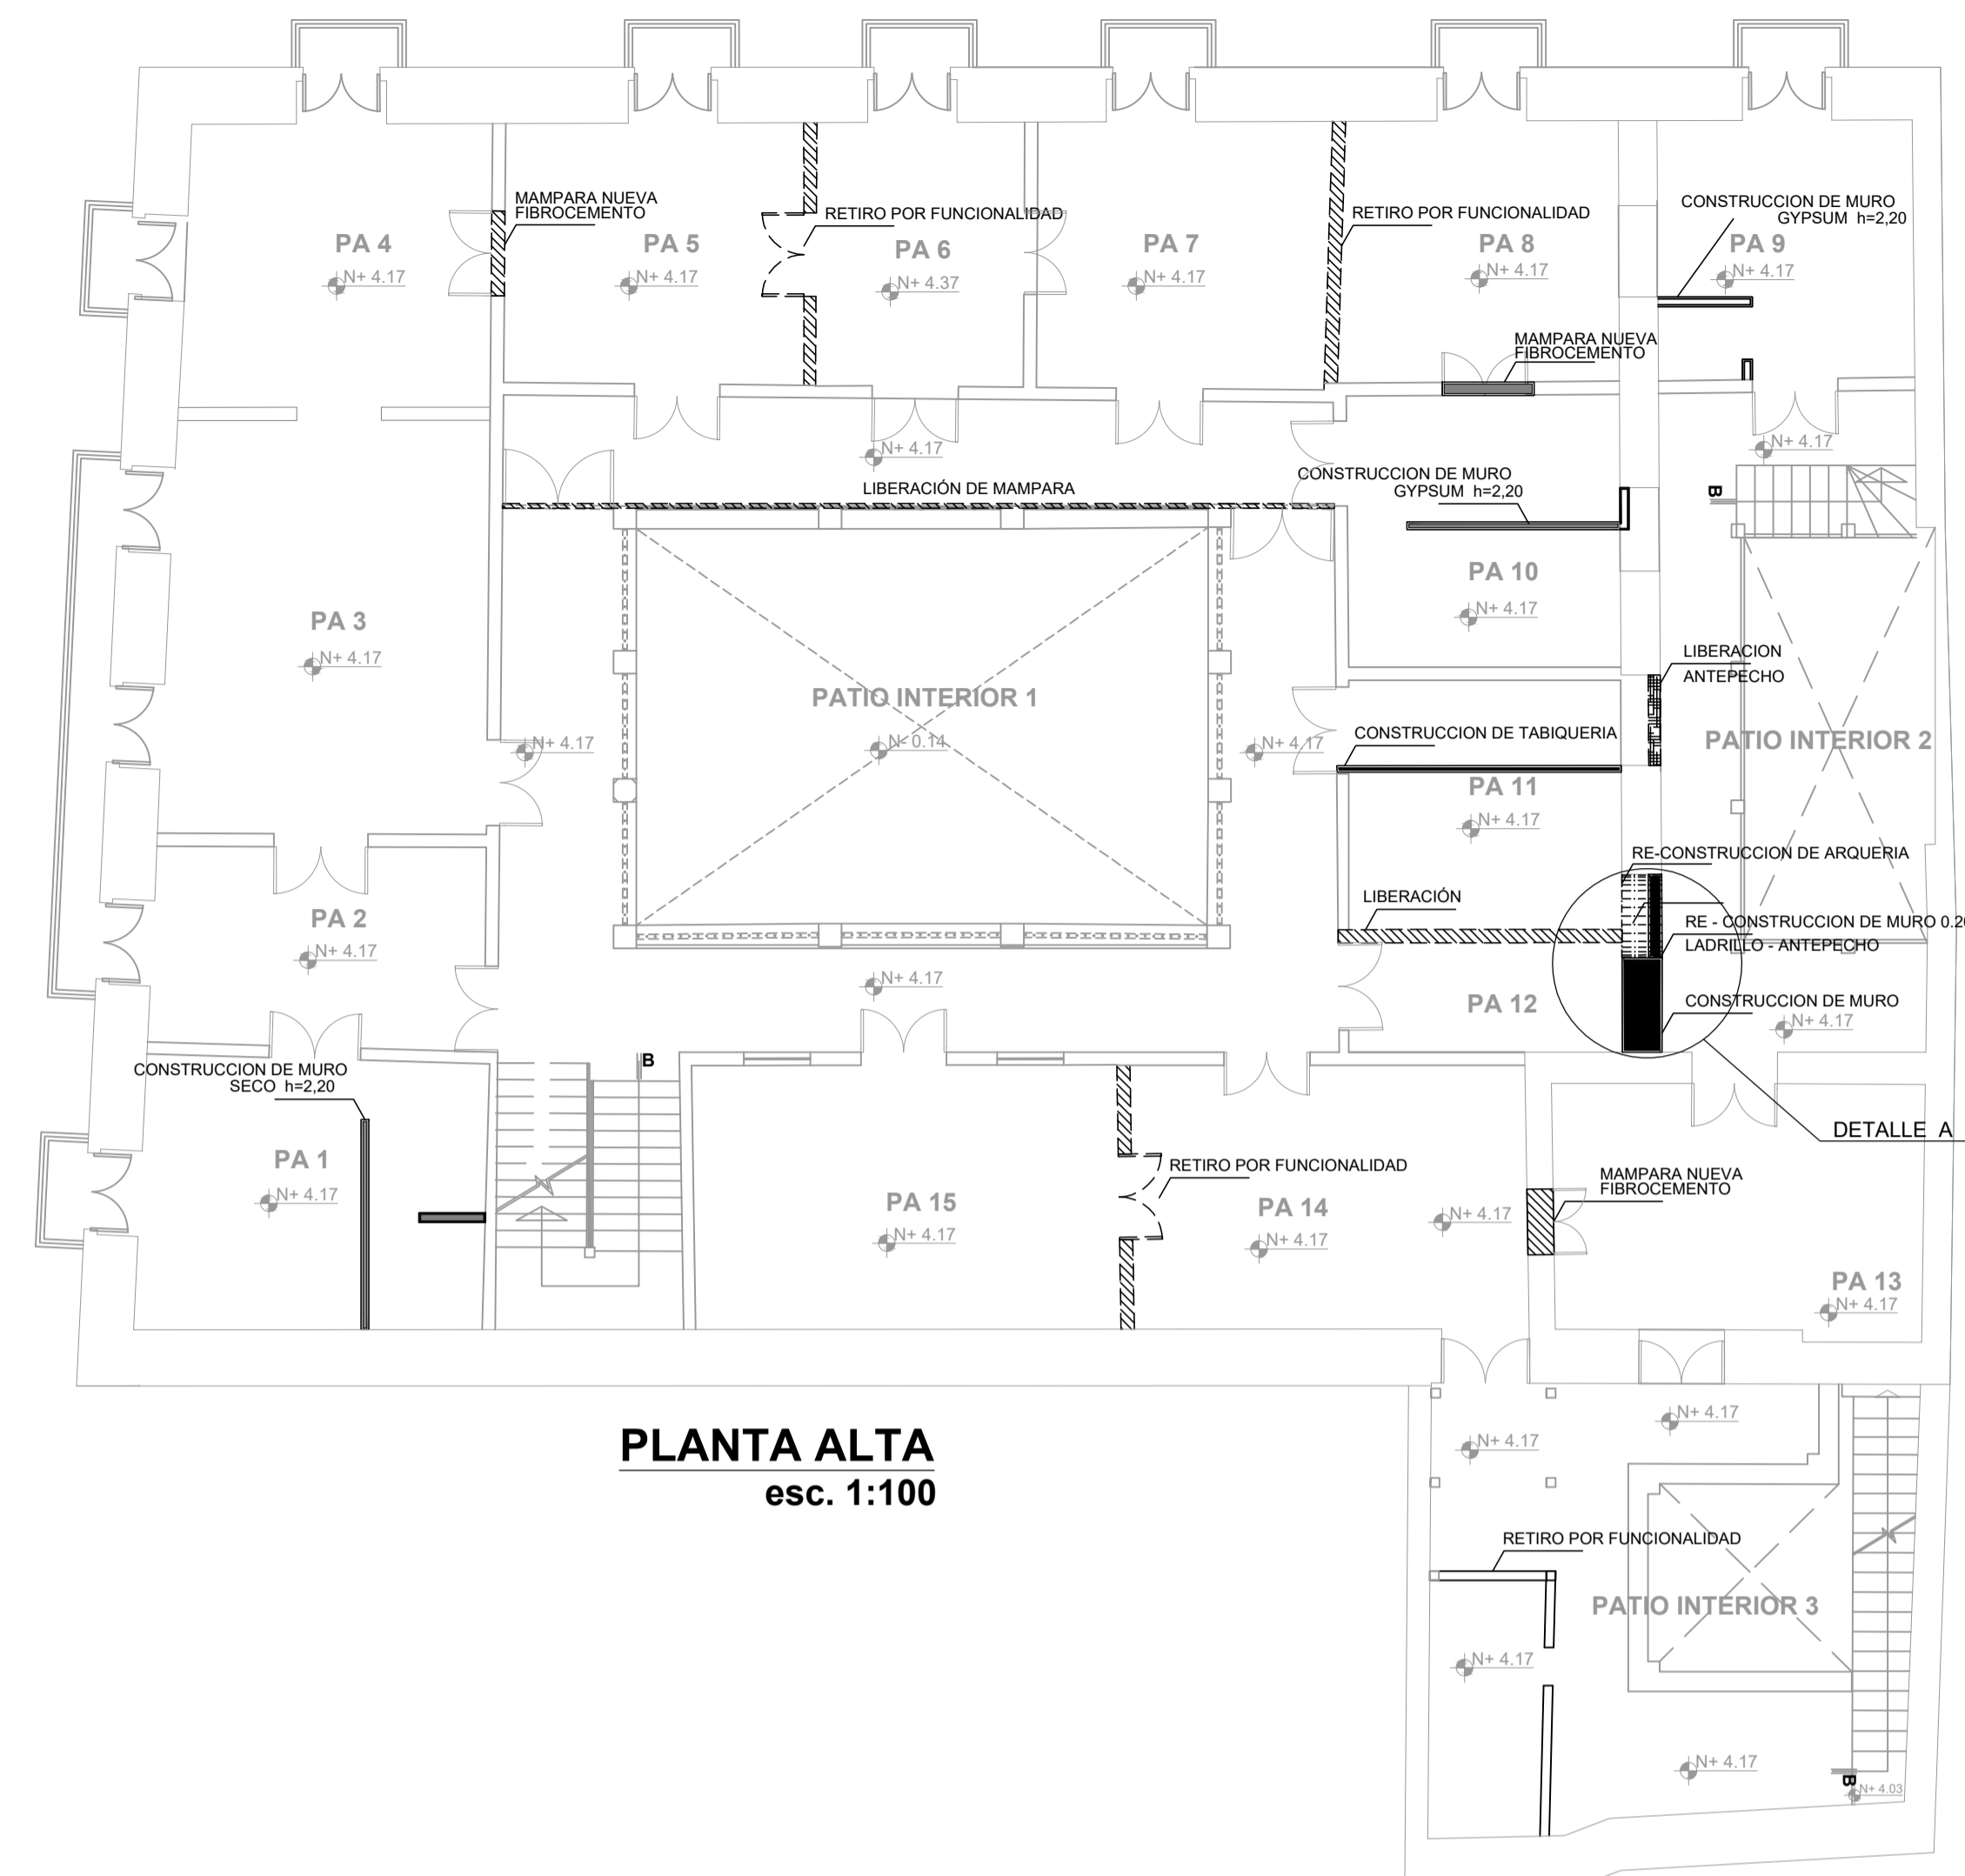 MAMPARA NUEVA
FIBROCEMENTO
RETIRO POR FUNCIONALIDAD
RETIRO POR FUNCIONALIDAD
CONSTRUCCION DE MURO
GYPSUM h=2,20
PA 4
N+ 4.17
PA 5
N+ 4.17
PA 6
N+ 4.37
PA 7
N+ 4.17
PA 8
N+ 4.17
PA 9
N+ 4.17
MAMPARA NUEVA
FIBROCEMENTO
N+ 4.17
N+ 4.17
LIBERACIÓN DE MAMPARA
CONSTRUCCION DE MURO
GYPSUM h=2,20
B
PA 10
N+ 4.17
PA 3
N+ 4.17
LIBERACION
ANTEPECHO
PATIO INTERIOR 1
N- 0.14
N+ 4.17
N+ 4.17
CONSTRUCCION DE TABIQUERIA
PATIO INTERIOR 2
PA 11
N+ 4.17
RE-CONSTRUCCION DE ARQUERIA
LIBERACIÓN
RE - CONSTRUCCION DE MURO 0.20
LADRILLO - ANTEPECHO
PA 2
N+ 4.17
N+ 4.17
PA 12
CONSTRUCCION DE MURO
N+ 4.17
B
CONSTRUCCION DE MURO
SECO h=2,20
DETALLE A
PA 1
N+ 4.17
RETIRO POR FUNCIONALIDAD
MAMPARA NUEVA
FIBROCEMENTO
PA 15
N+ 4.17
PA 14
N+ 4.17
N+ 4.17
PA 13
N+ 4.17
PLANTA ALTA
esc. 1:100
N+ 4.17
N+ 4.17
RETIRO POR FUNCIONALIDAD
PATIO INTERIOR 3
N+ 4.17
N+ 4.17
B
N+ 4.03